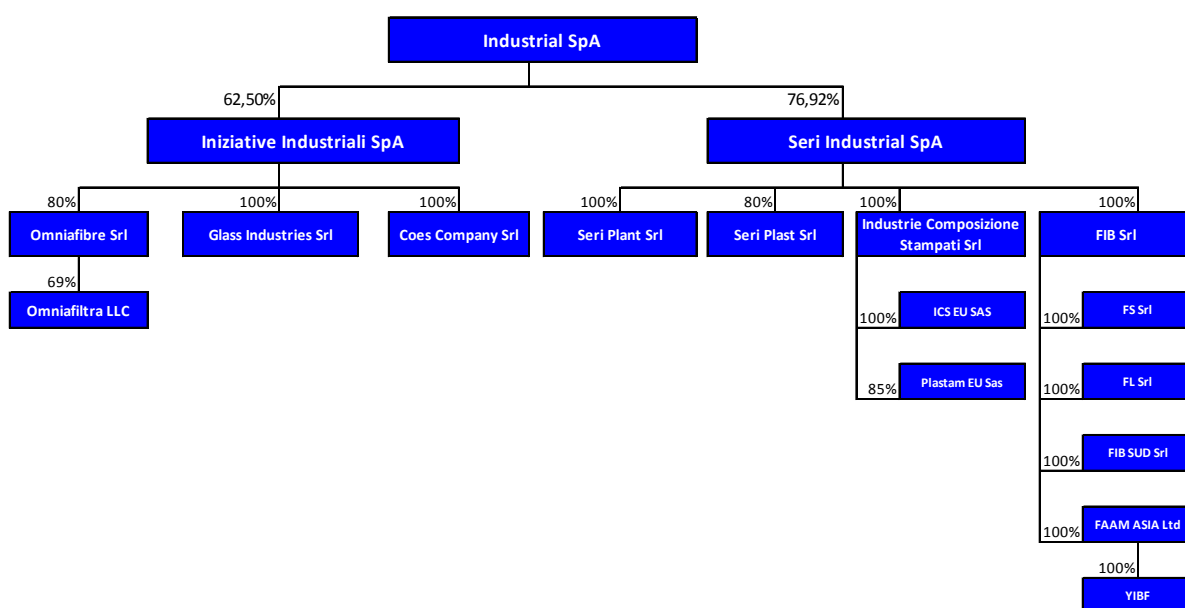 Industrial SpA
62,50%
76,92%
Iniziative Industriali SpA
Seri Industrial SpA
80%
100%
100%
100%
80%
100%
100%
Omniafibre Srl
Glass Industries Srl
Coes Company Srl
Seri Plant Srl
Seri Plast Srl
Industrie Composizione
Stampati Srl
FIB Srl
69%
Omniafiltra LLC
100%
ICS EU SAS
100%
FS Srl
85%
Plastam EU Sas
100%
FL Srl
100%
FIB SUD Srl
100%
FAAM ASIA Ltd
100%
YIBF